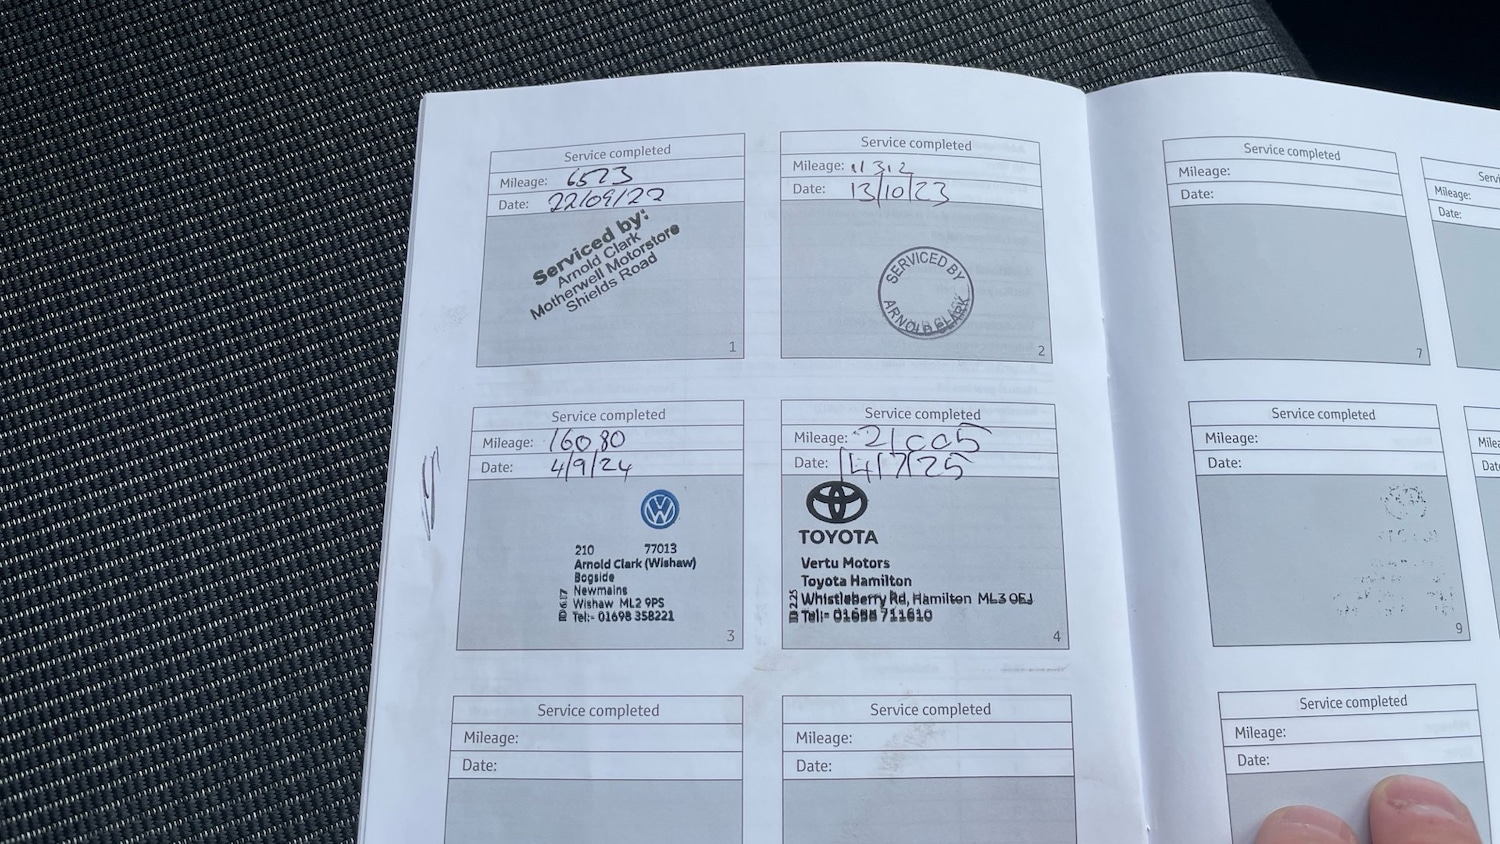 Service completed
Mileage: 6523
Date: 22/09/22
Serviced by:
Arnold Clark
Motherwell Motorstore
Shields Road
1
Service completed
Mileage: 11312
Date: 13/10/23
SERVICED BY
ARNOLD CLARK
2
Service completed
Mileage: 16080
Date: 4/9/24
210 77013
Arnold Clark (Wishaw)
Bogside
Newmains
Wishaw ML2 9PS
Tel:- 01698 358221
3
Service completed
Mileage: 21005
Date: 14/7/25
TOYOTA
Vertu Motors
Toyota Hamilton
Whistleberry Rd, Hamilton ML3 0EJ
Tel:- 01698 711610
4
Service completed
Mileage:
Date:
Service completed
Mileage:
Date:
Service completed
Mileage:
Date:
7
Mileage:
Date:
Service completed
Mileage:
Date:
9
Service completed
Mileage:
Date: